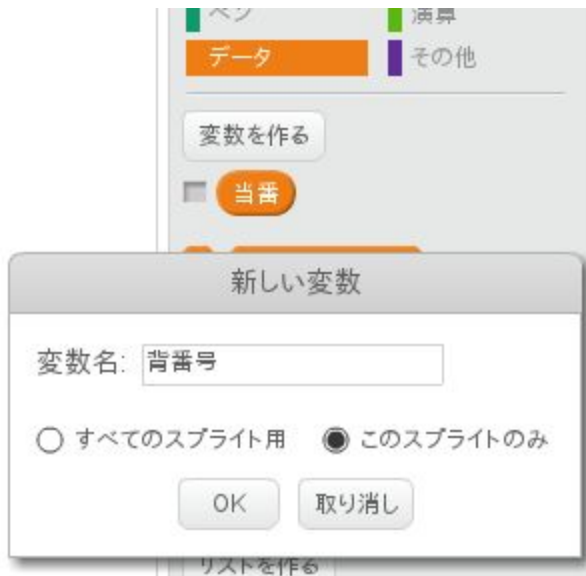 ペン 演算
データ その他
変数を作る
当番
新しい変数
変数名: 背番号
すべてのスプライト用 このスプライトのみ
OK 取り消し
リストを作る